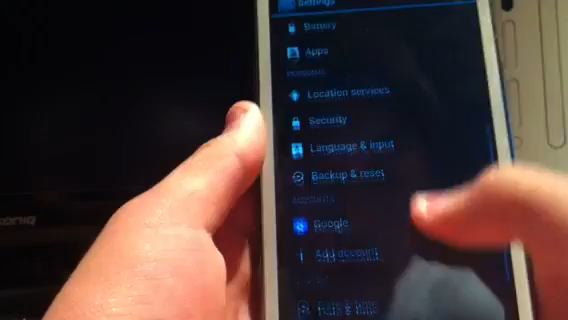 Settings
Battery
Apps
PERSONAL
Location services
Security
Language & input
Backup & reset
ACCOUNTS
Google
Add account